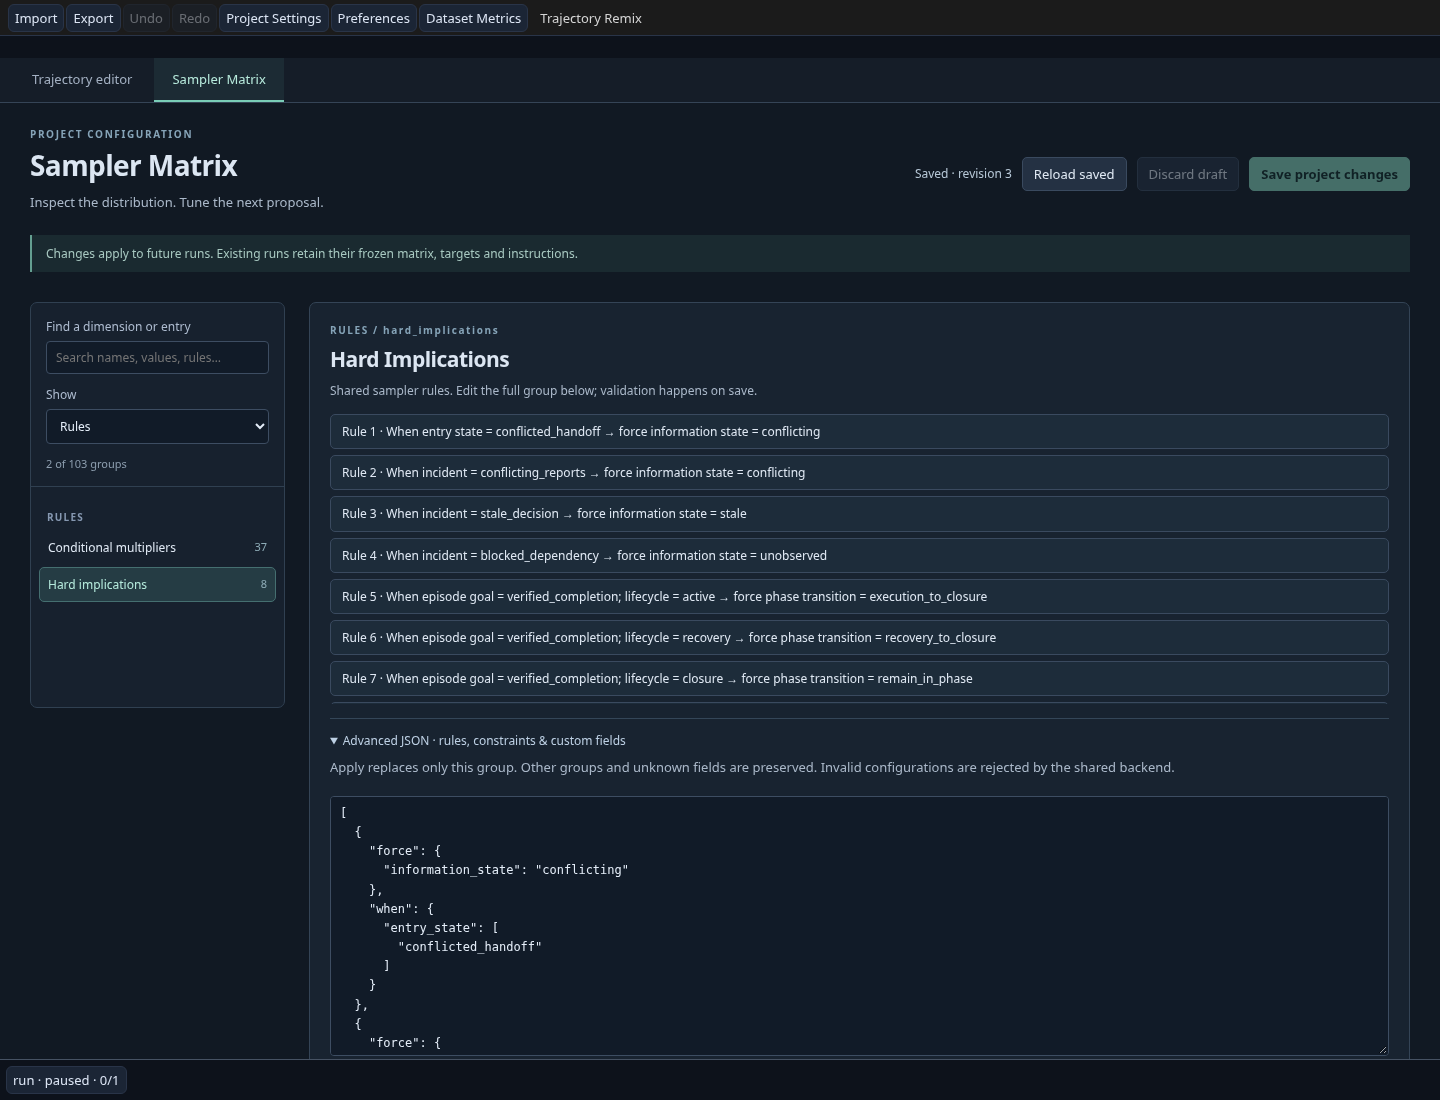 Import Export Undo Redo Project Settings Preferences Dataset Metrics Trajectory Remix
Trajectory editor Sampler Matrix
PROJECT CONFIGURATION
Sampler Matrix
Inspect the distribution. Tune the next proposal.
Saved · revision 3 Reload saved Discard draft Save project changes
Changes apply to future runs. Existing runs retain their frozen matrix, targets and instructions.
Find a dimension or entry
Search names, values, rules...
Show
Rules
2 of 103 groups
RULES
Conditional multipliers 37
Hard implications 8
RULES / hard_implications
Hard Implications
Shared sampler rules. Edit the full group below; validation happens on save.
Rule 1 · When entry state = conflicted_handoff → force information state = conflicting
Rule 2 · When incident = conflicting_reports → force information state = conflicting
Rule 3 · When incident = stale_decision → force information state = stale
Rule 4 · When incident = blocked_dependency → force information state = unobserved
Rule 5 · When episode goal = verified_completion; lifecycle = active → force phase transition = execution_to_closure
Rule 6 · When episode goal = verified_completion; lifecycle = recovery → force phase transition = recovery_to_closure
Rule 7 · When episode goal = verified_completion; lifecycle = closure → force phase transition = remain_in_phase
▼ Advanced JSON · rules, constraints & custom fields
Apply replaces only this group. Other groups and unknown fields are preserved. Invalid configurations are rejected by the shared backend.
[
  {
    "force": {
      "information_state": "conflicting"
    },
    "when": {
      "entry_state": [
        "conflicted_handoff"
      ]
    }
  },
  {
    "force": {
run · paused · 0/1